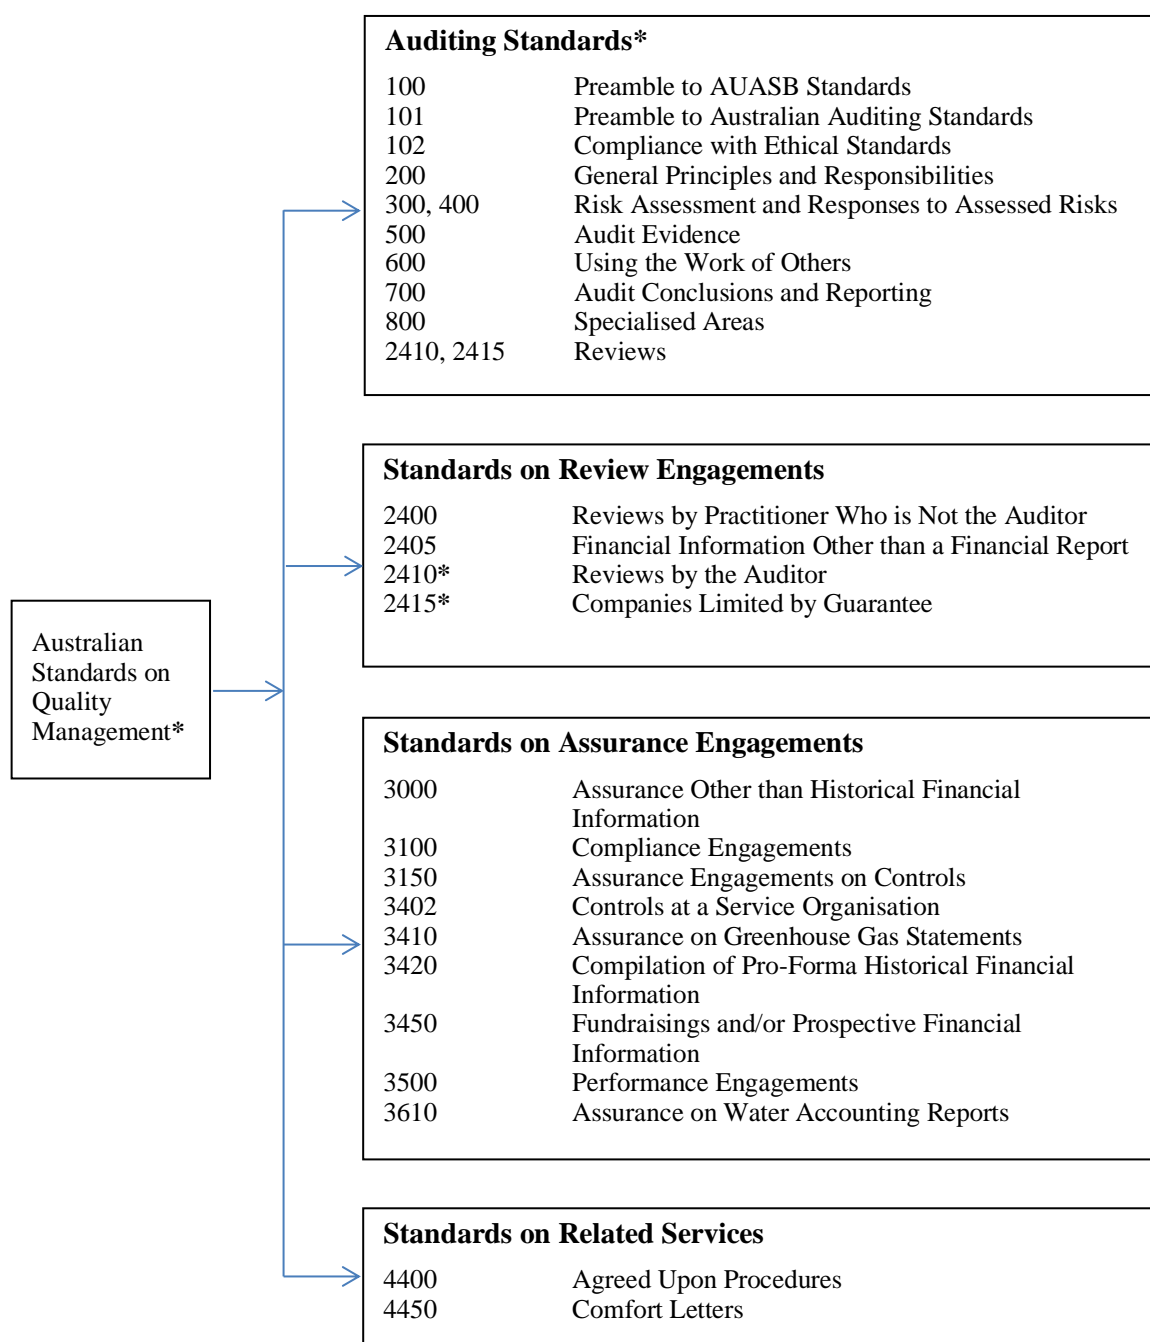 Auditing Standards*
100 Preamble to AUASB Standards
101 Preamble to Australian Auditing Standards
102 Compliance with Ethical Standards
200 General Principles and Responsibilities
300, 400 Risk Assessment and Responses to Assessed Risks
500 Audit Evidence
600 Using the Work of Others
700 Audit Conclusions and Reporting
800 Specialised Areas
2410, 2415 Reviews
Standards on Review Engagements
2400 Reviews by Practitioner Who is Not the Auditor
2405 Financial Information Other than a Financial Report
2410* Reviews by the Auditor
2415* Companies Limited by Guarantee
Australian
Standards on
Quality
Management*
Standards on Assurance Engagements
3000 Assurance Other than Historical Financial
Information
3100 Compliance Engagements
3150 Assurance Engagements on Controls
3402 Controls at a Service Organisation
3410 Assurance on Greenhouse Gas Statements
3420 Compilation of Pro-Forma Historical Financial
Information
3450 Fundraisings and/or Prospective Financial
Information
3500 Performance Engagements
3610 Assurance on Water Accounting Reports
Standards on Related Services
4400 Agreed Upon Procedures
4450 Comfort Letters